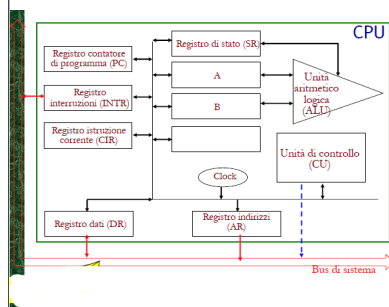 CPU
Registro di stato (SR)
Registro contatore
di programma (PC)
A
Unità
aritmetico
logica
(ALU)
Registro
interruzioni (INTR)
B
Registro istruzione
corrente (CIR)
Unità di controllo
(CU)
Clock
Registro dati (DR)
Registro indirizzi
(AR)
Bus di sistema